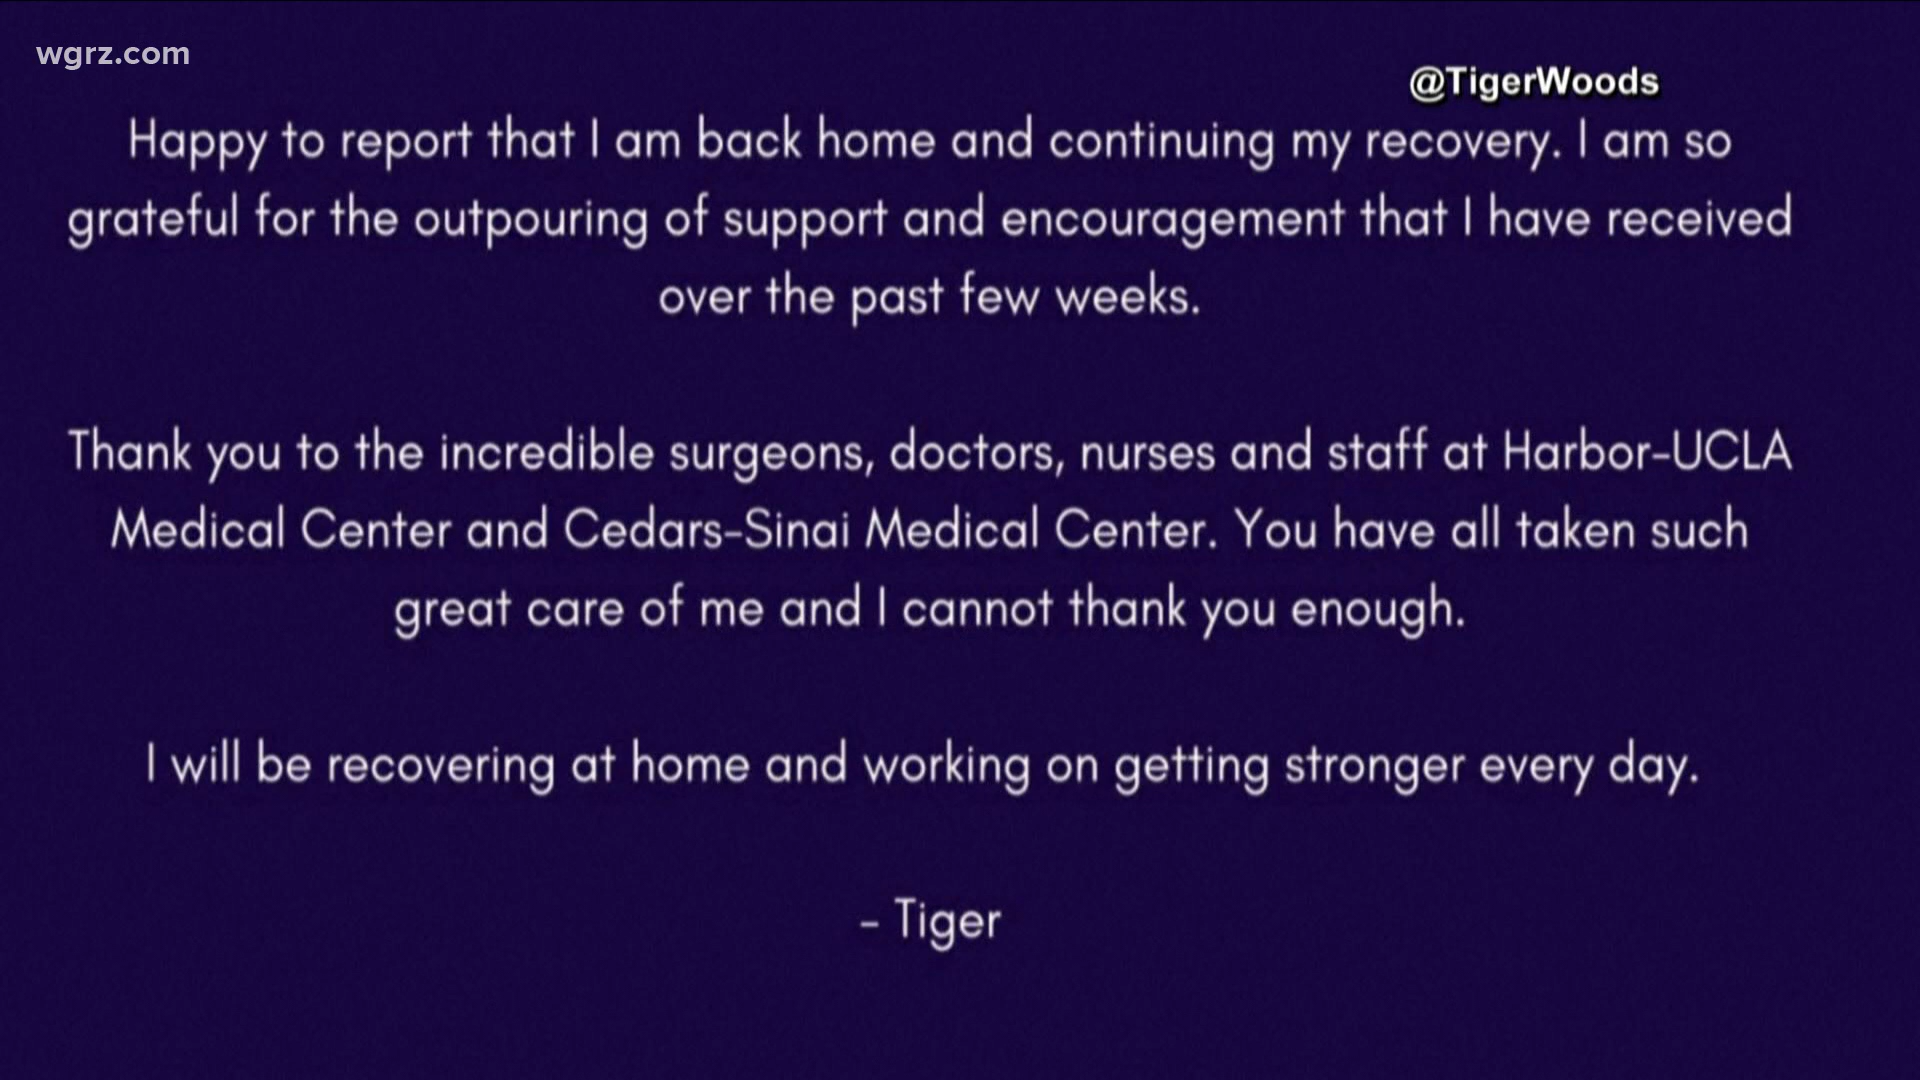 wgrz.com
@TigerWoods
Happy to report that I am back home and continuing my recovery. I am so
grateful for the outpouring of support and encouragement that I have received
over the past few weeks.
Thank you to the incredible surgeons, doctors, nurses and staff at Harbor-UCLA
Medical Center and Cedars-Sinai Medical Center. You have all taken such
great care of me and I cannot thank you enough.
I will be recovering at home and working on getting stronger every day.
- Tiger